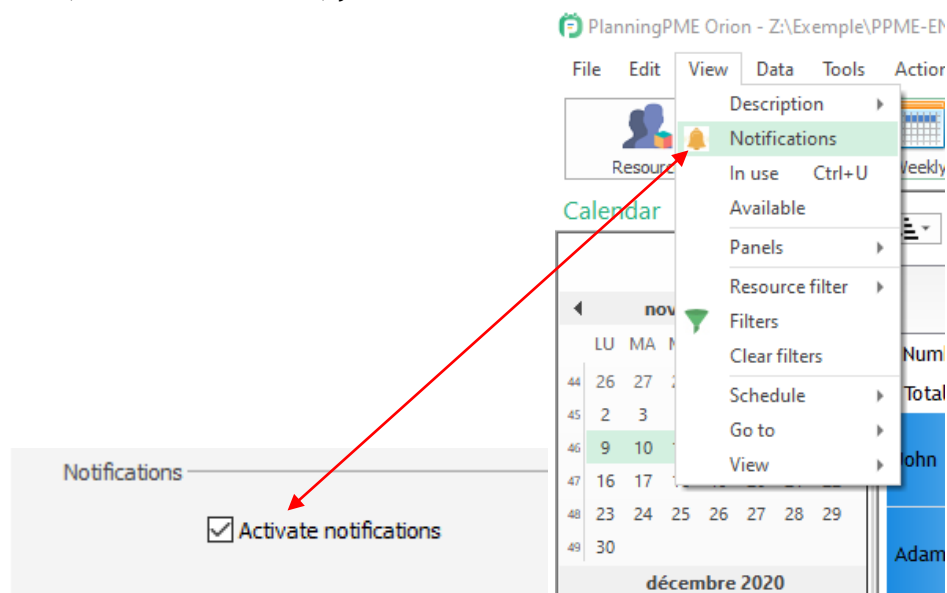 PlanningPME Orion - Z:\Exemple\PPME-EN
File Edit View Data Tools Action
Description
Notifications
In use Ctrl+U
Available
Panels
Resource filter
Filters
Clear filters
Schedule
Go to
View
Resour
Weekly
Calendar
nov
LU MA
44 26 27
45 2 3
46 9 10
47 16 17
48 23 24 25 26 27 28 29
49 30
décembre 2020
Total
John
Adam
Notifications
Activate notifications